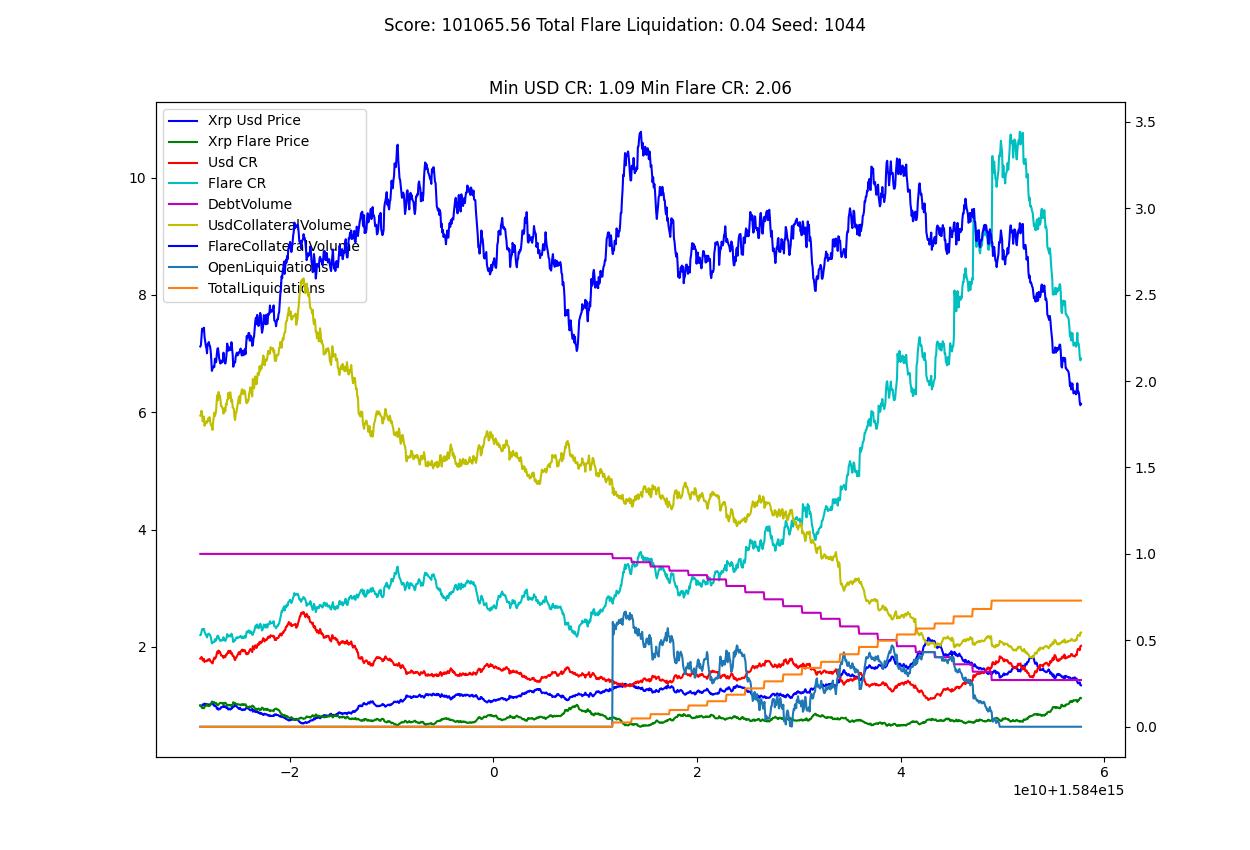 Score: 101065.56 Total Flare Liquidation: 0.04 Seed: 1044
Min USD CR: 1.09 Min Flare CR: 2.06
Xrp Usd Price
Xrp Flare Price
Usd CR
Flare CR
DebtVolume
UsdCollateralVolume
FlareCollateralVolume
OpenLiquidations
TotalLiquidations
10
8
6
4
2
3.5
3.0
2.5
2.0
1.5
1.0
0.5
0.0
−2
0
2
4
6
1e10+1.584e15